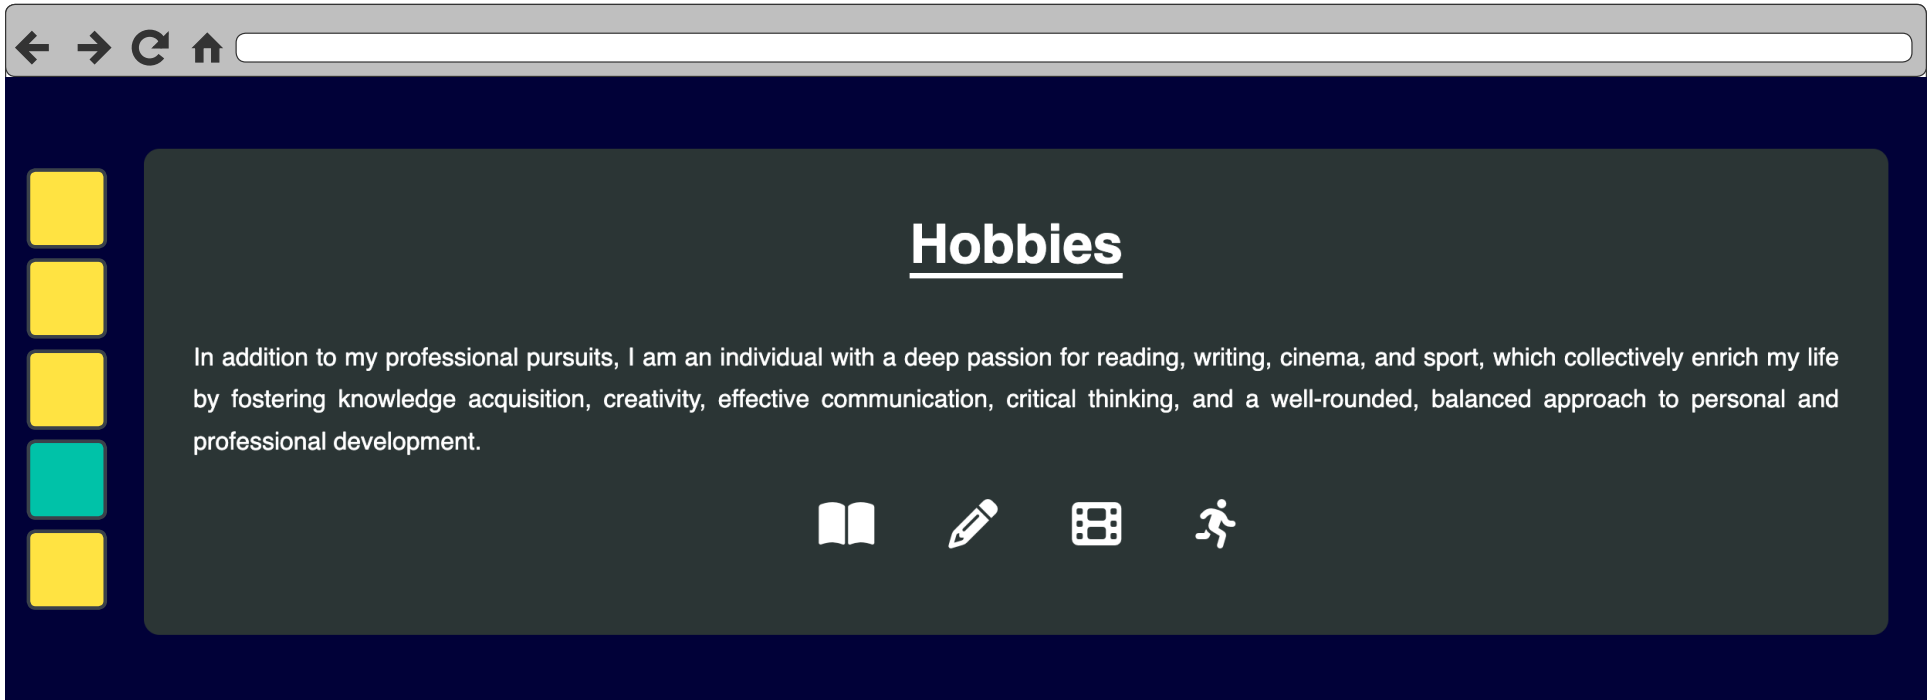 Hobbies
In addition to my professional pursuits, I am an individual with a deep passion for reading, writing, cinema, and sport, which collectively enrich my life
by fostering knowledge acquisition, creativity, effective communication, critical thinking, and a well-rounded, balanced approach to personal and
professional development.